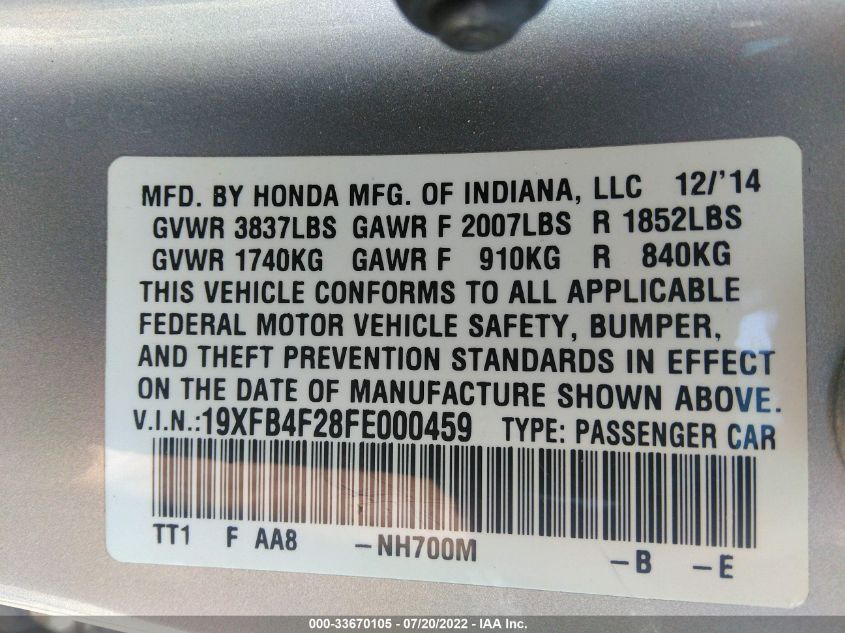 MFD. BY HONDA MFG. OF INDIANA, LLC 12/'14
GVWR 3837LBS GAWR F 2007LBS R 1852LBS
GVWR 1740KG GAWR F 910KG R 840KG
THIS VEHICLE CONFORMS TO ALL APPLICABLE
FEDERAL MOTOR VEHICLE SAFETY, BUMPER,
AND THEFT PREVENTION STANDARDS IN EFFECT
ON THE DATE OF MANUFACTURE SHOWN ABOVE.
V.I.N.:19XFB4F28FE000459 TYPE: PASSENGER CAR
TT1 F AA8 -NH700M -B -E
000-33670105 - 07/20/2022 - IAA Inc.